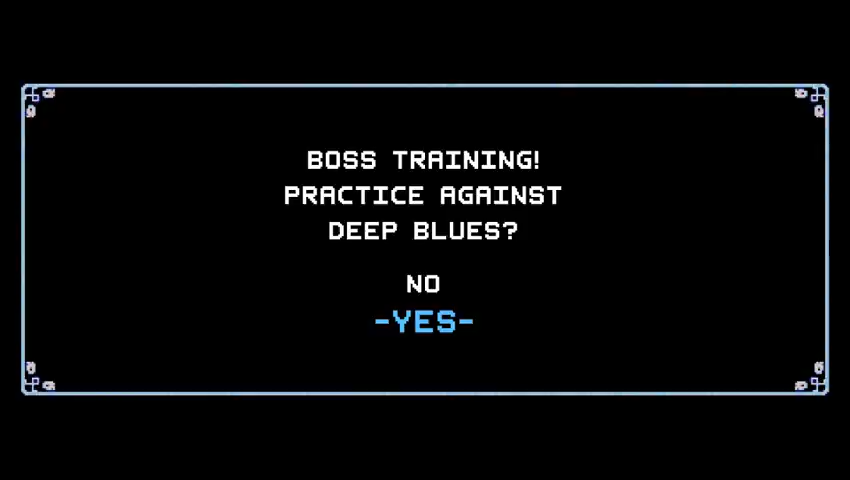 BOSS TRAINING!
PRACTICE AGAINST
DEEP BLUES?
NO
-YES-